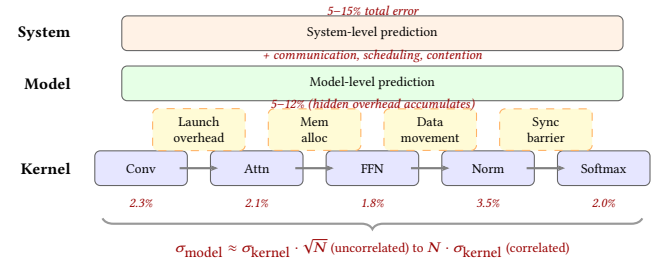 5–15% total error
System
System-level prediction
+ communication, scheduling, contention
Model
Model-level prediction
5–12% (hidden overhead accumulates)
Launch overhead
Mem alloc
Data movement
Sync barrier
Kernel
Conv
Attn
FFN
Norm
Softmax
2.3%
2.1%
1.8%
3.5%
2.0%
σmodel ≈ σkernel · √N (uncorrelated) to N · σkernel (correlated)